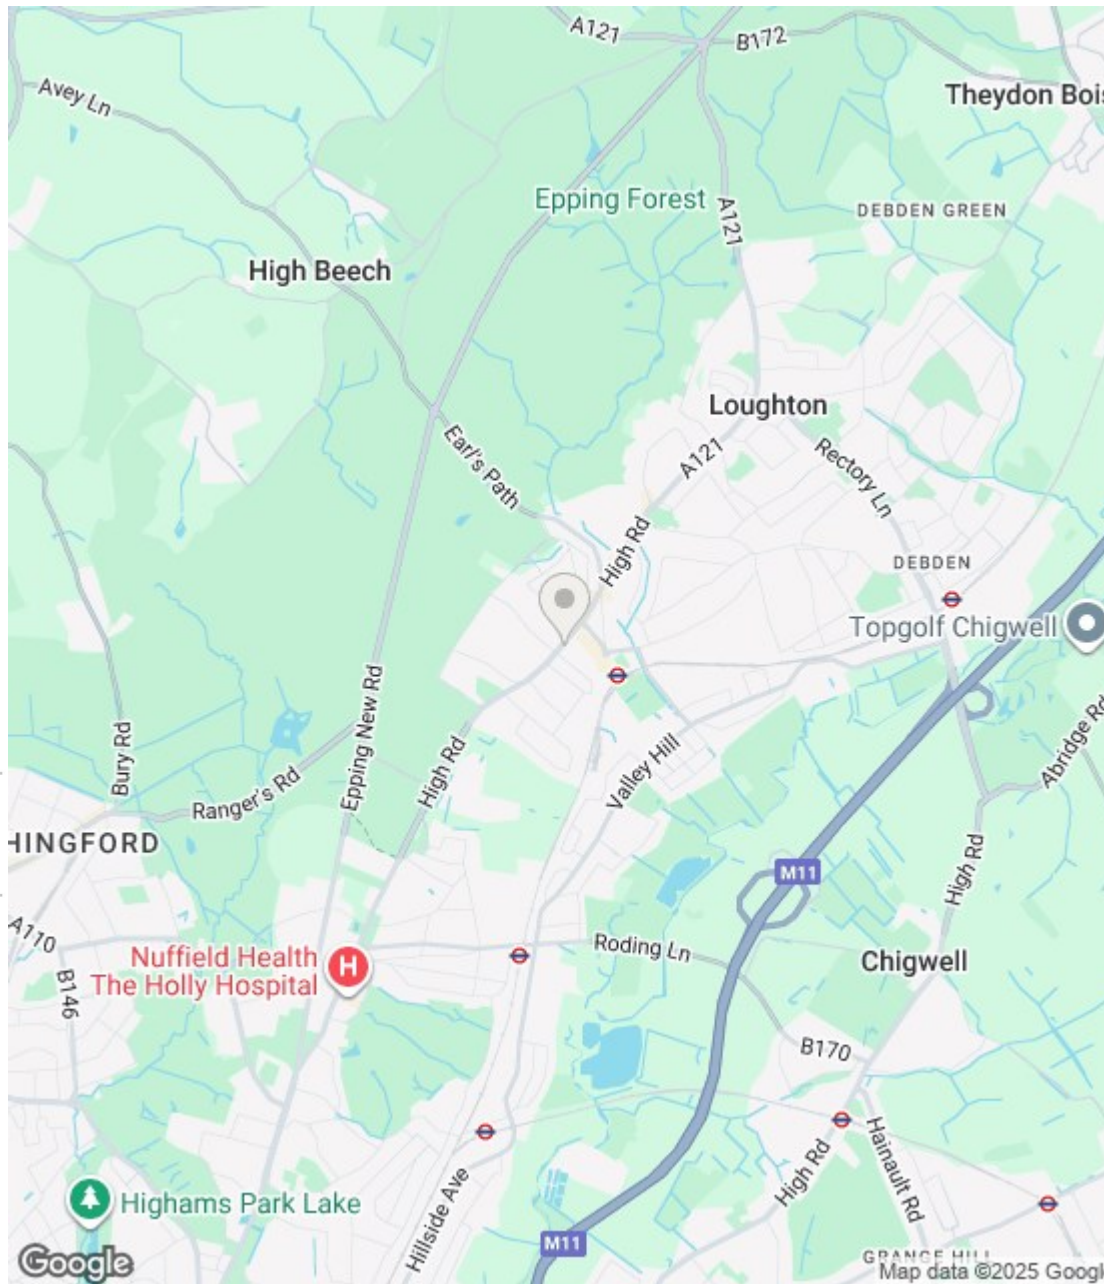 A121
B172
Avey Ln
Theydon Bois
Epping Forest
A121
DEBDEN GREEN
High Beech
Loughton
Earl's Path
A121
Rectory Ln
High Rd
DEBDEN
Topgolf Chigwell
Epping New Rd
Bury Rd
Abridge Rd
High Rd
Valley Hill
Ranger's Rd
HINGFORD
High Rd
M11
A110
Roding Ln
Nuffield Health
The Holly Hospital
H
Chigwell
B146
B170
Hainault Rd
High Rd
Hillside Ave
Highams Park Lake
M11
GRANGE HILL
Google
Map data ©2025 Google